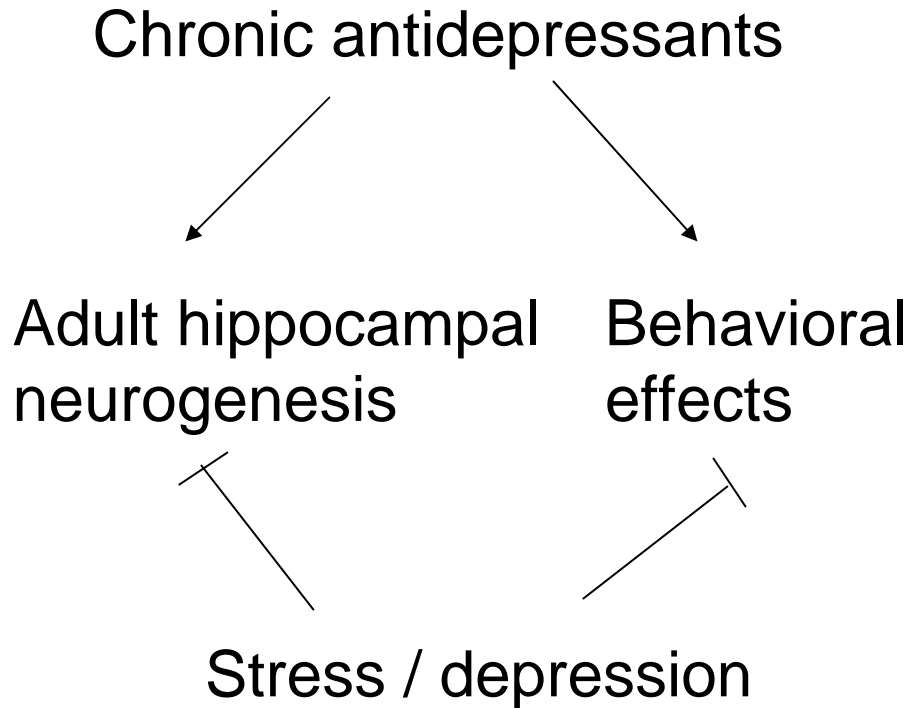 Chronic antidepressants
Adult hippocampal
neurogenesis
Behavioral
effects
Stress / depression